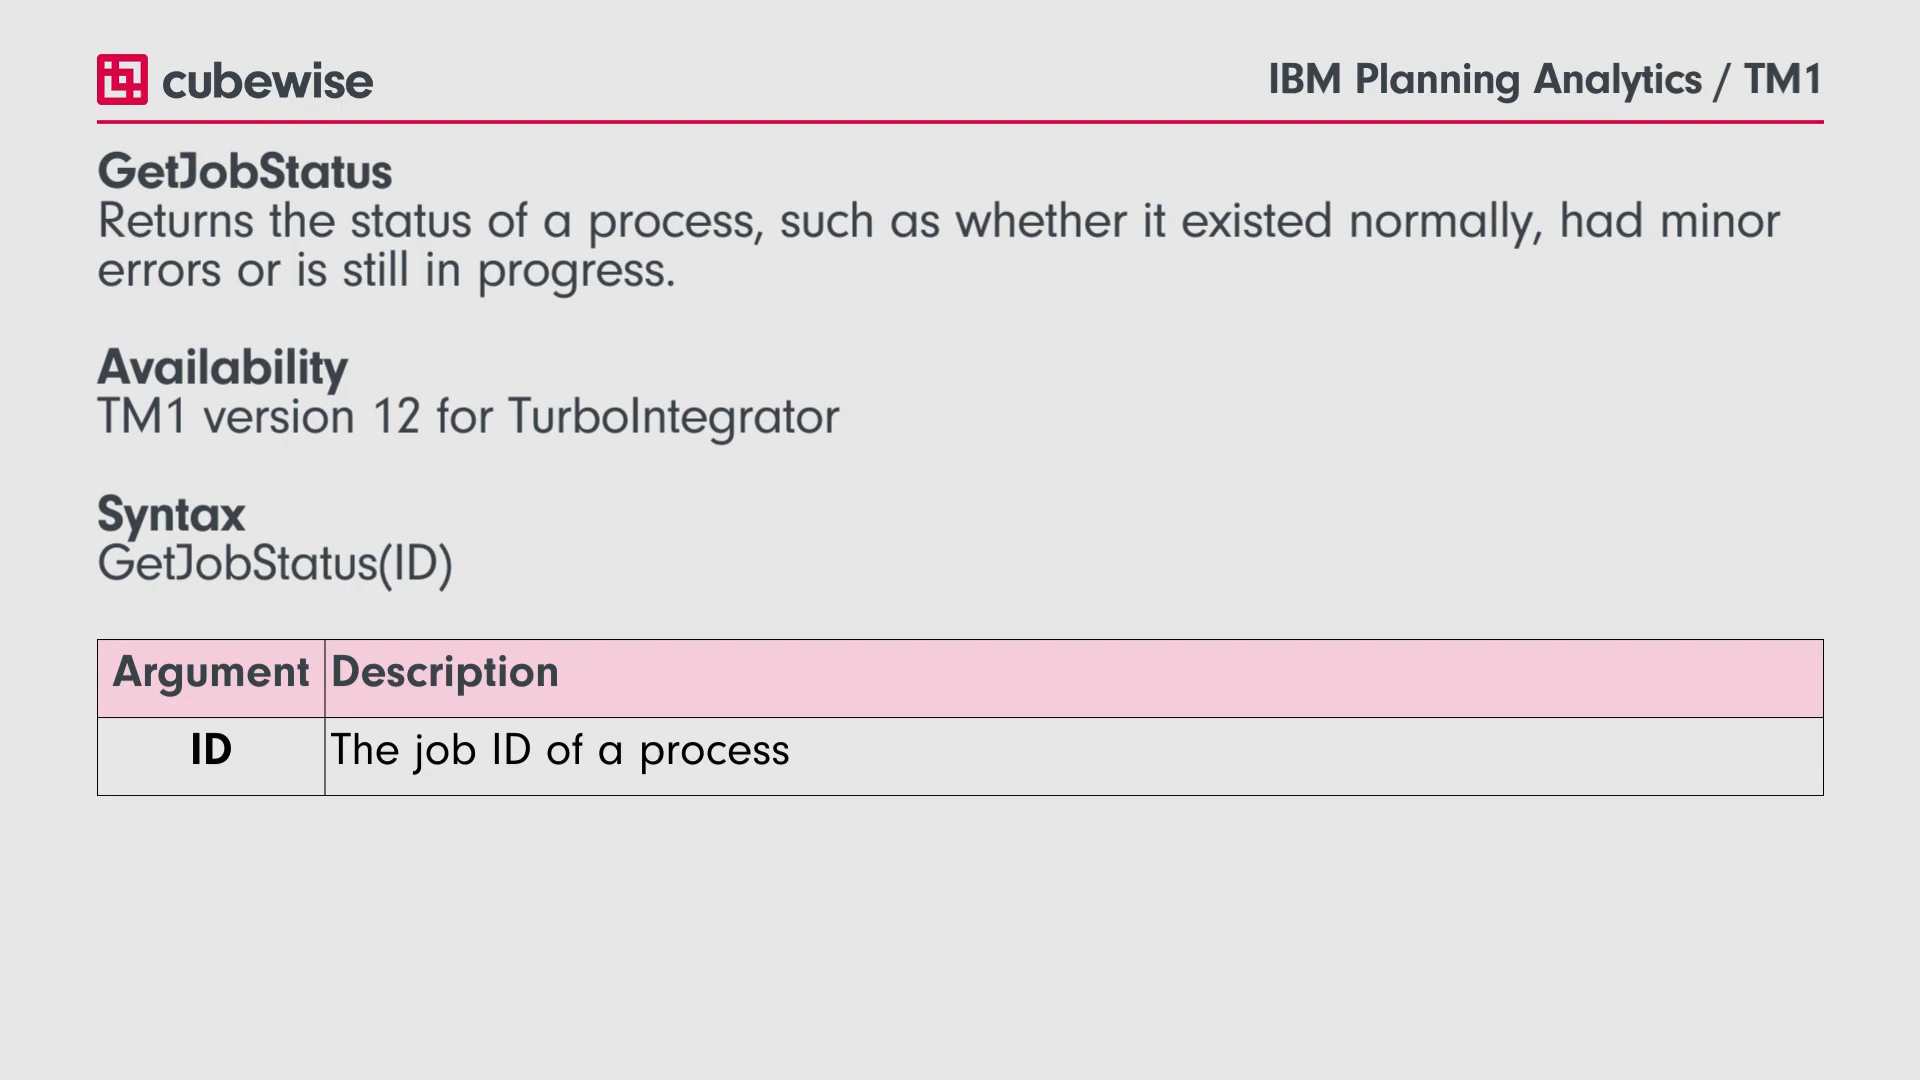 cubewise
IBM Planning Analytics / TM1
GetJobStatus
Returns the status of a process, such as whether it existed normally, had minor
errors or is still in progress.
Availability
TM1 version 12 for TurboIntegrator
Syntax
GetJobStatus(ID)
Argument Description
ID The job ID of a process